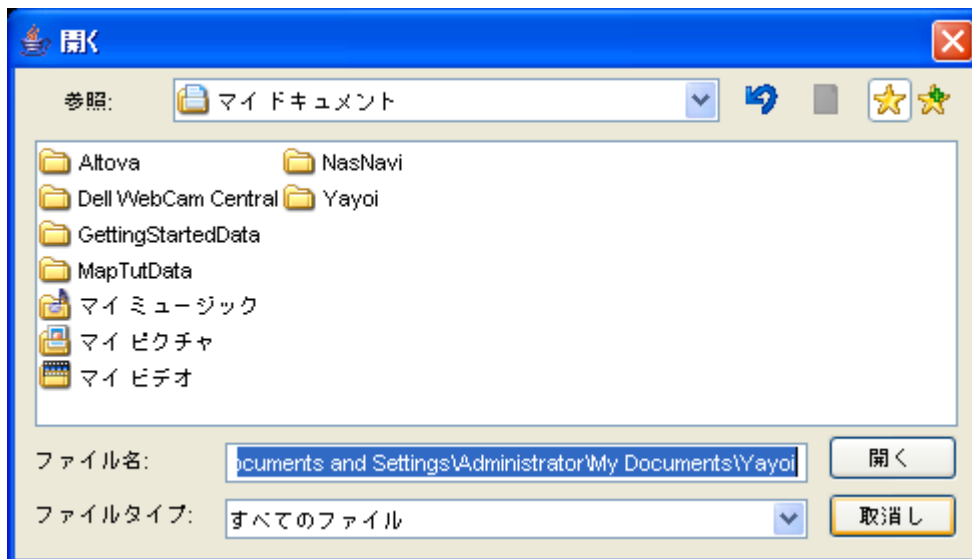 開く
参照: マイ ドキュメント
Altova NasNavi
Dell WebCam Central Yayoi
GettingStartedData
MapTutData
マイ ミュージック
マイ ピクチャ
マイ ビデオ
ファイル名: ocuments and Settings\Administrator\My Documents\Yayoi 開く
ファイルタイプ: すべてのファイル 取消し